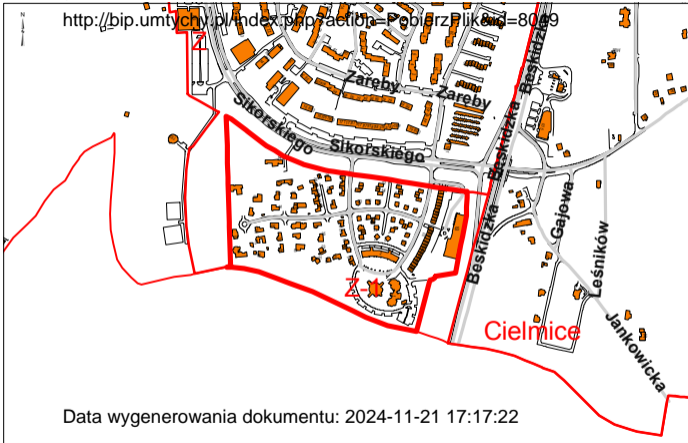 http://bip.umtychy.pl/index.php?action=PobierzPlik&id=8049
Z
Zaręby
Zaręby
Sikorskiego
Sikorskiego
Beskidzka
Beskidzka
Beskidzka
Gajowa
Leśników
Jankowicka
Z-1
Cielmice
Data wygenerowania dokumentu: 2024-11-21 17:17:22